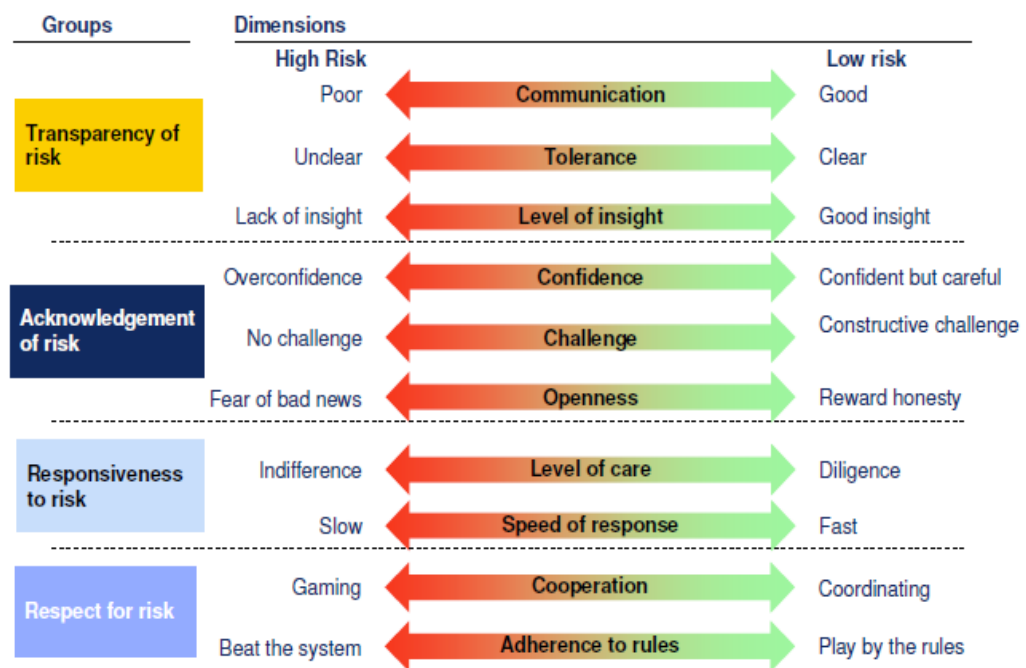 Groups
Dimensions
High Risk
Low risk
Transparency of
risk
Poor
Communication
Good
Unclear
Tolerance
Clear
Lack of insight
Level of insight
Good insight
Acknowledgement
of risk
Overconfidence
Confidence
Confident but careful
No challenge
Challenge
Constructive challenge
Fear of bad news
Openness
Reward honesty
Responsiveness
to risk
Indifference
Level of care
Diligence
Slow
Speed of response
Fast
Respect for risk
Gaming
Cooperation
Coordinating
Beat the system
Adherence to rules
Play by the rules